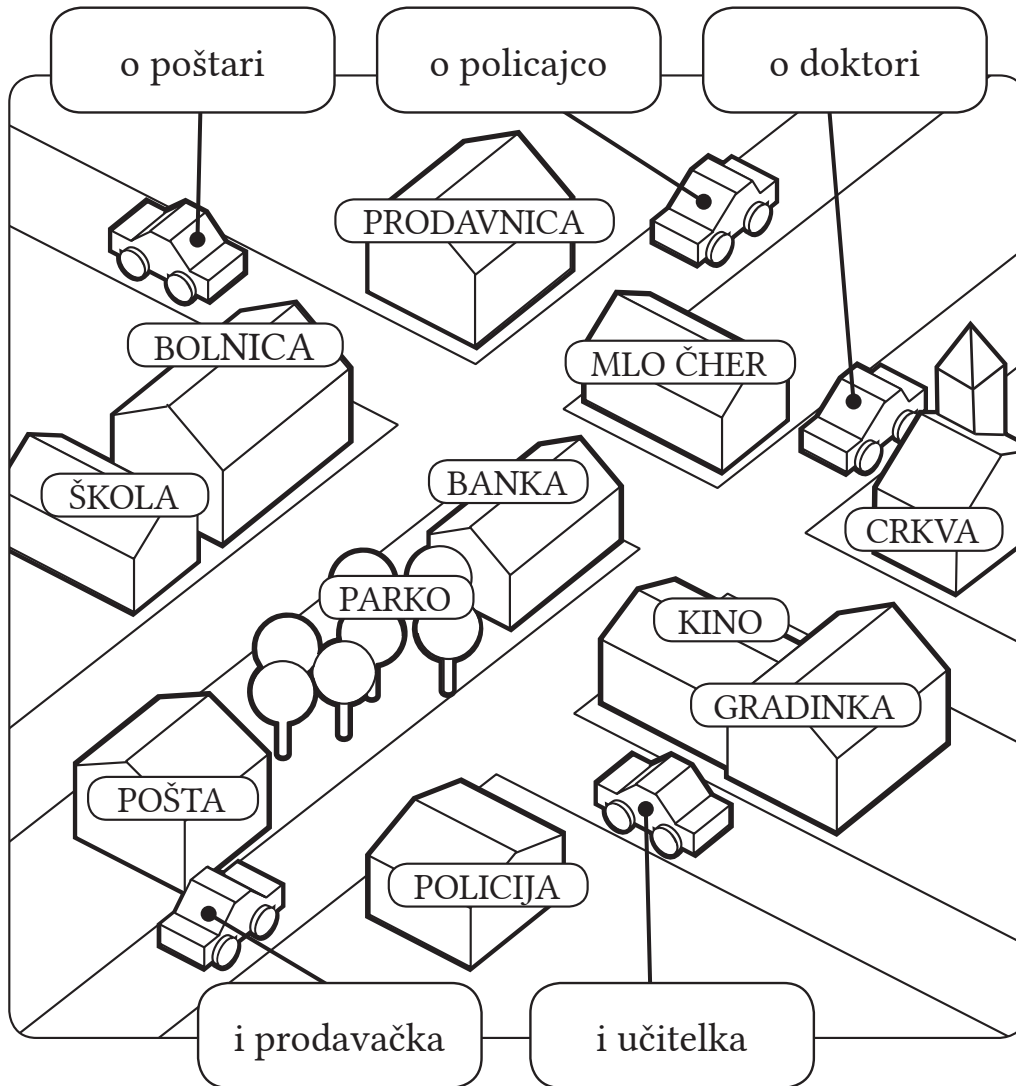 o poštari
o policajco
o doktori
PRODAVNICA
BOLNICA
MLO ČHER
ŠKOLA
BANKA
CRKVA
PARKO
KINO
GRADINKA
POŠTA
POLICIJA
i prodavačka
i učitelka